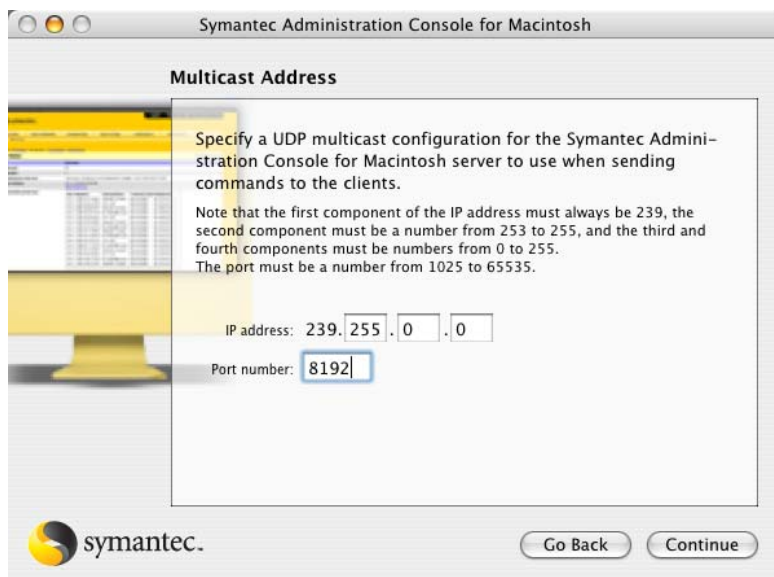 Symantec Administration Console for Macintosh
Multicast Address
Specify a UDP multicast configuration for the Symantec Admini-
stration Console for Macintosh server to use when sending
commands to the clients.
Note that the first component of the IP address must always be 239, the
second component must be a number from 253 to 255, and the third and
fourth components must be numbers from 0 to 255.
The port must be a number from 1025 to 65535.
IP address: 239. 255 . 0 . 0
Port number: 8192
symantec.
Go Back Continue